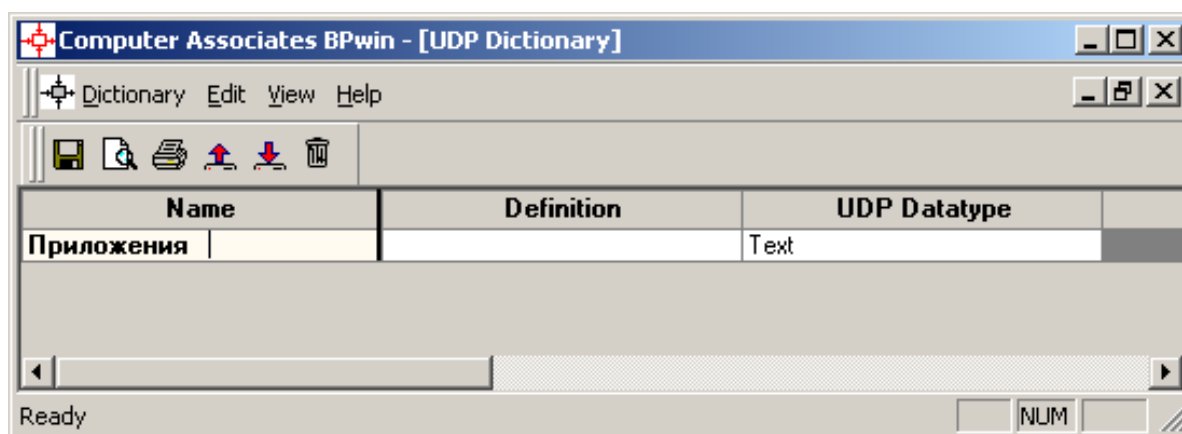 Computer Associates BPwin - [UDP Dictionary]
Dictionary Edit View Help
Name Definition UDP Datatype
Приложения Text
Ready NUM